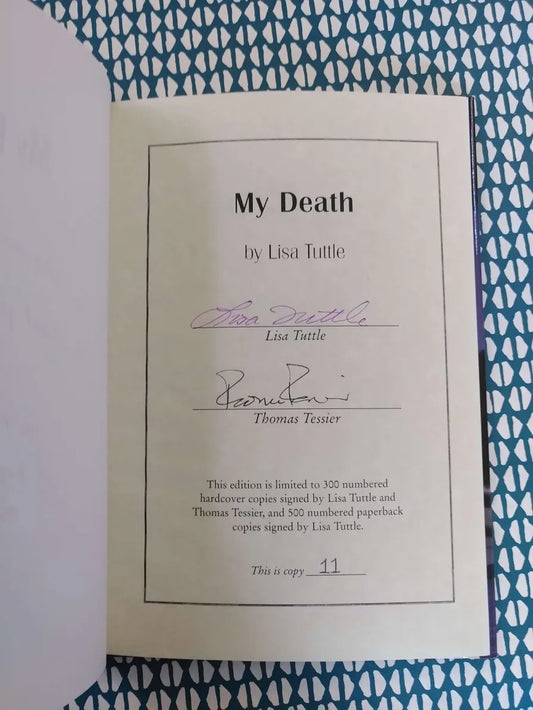 My Death
by Lisa Tuttle
Lisa Tuttle
Lisa Tuttle
Thomas Tessier
This edition is limited to 300 numbered
hardcover copies signed by Lisa Tuttle and
Thomas Tessier, and 500 numbered paperback
copies signed by Lisa Tuttle.
This is copy 11